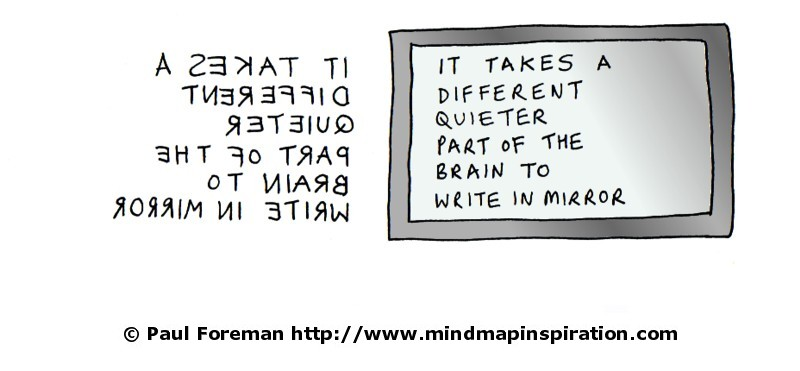 IT TAKES A
DIFFERENT
QUIETER
PART OF THE
BRAIN TO
WRITE IN MIRROR
IT TAKES A
DIFFERENT
QUIETER
PART OF THE
BRAIN TO
WRITE IN MIRROR
© Paul Foreman http://www.mindmapinspiration.com